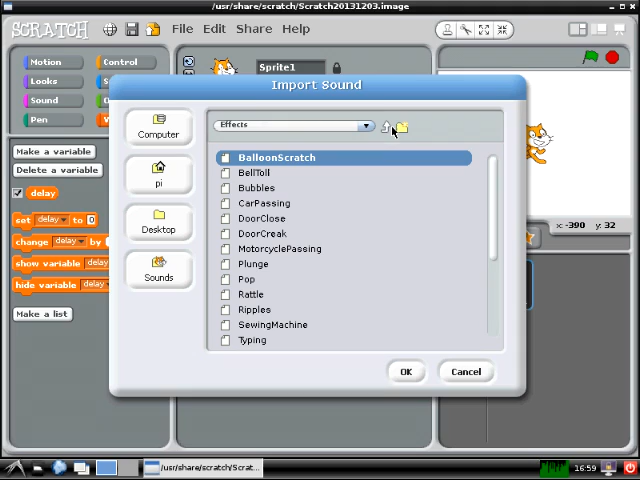 /usr/share/scratch/Scratch20131203.image
SCRATCH
File Edit Share Help
Motion Control
Looks S
Sound O
Pen
Sprite1
Make a variable
Delete a variable
delay
set delay to 0
change delay by
show variable delay
hide variable delay
Make a list
Import Sound
Computer
pi
Desktop
Sounds
Effects
BalloonScratch
BellToll
Bubbles
CarPassing
DoorClose
DoorCreak
MotorcyclePassing
Plunge
Pop
Rattle
Ripples
SewingMachine
Typing
OK Cancel
x: -390 y: 32
/usr/share/scratch/Scrat...
16:59